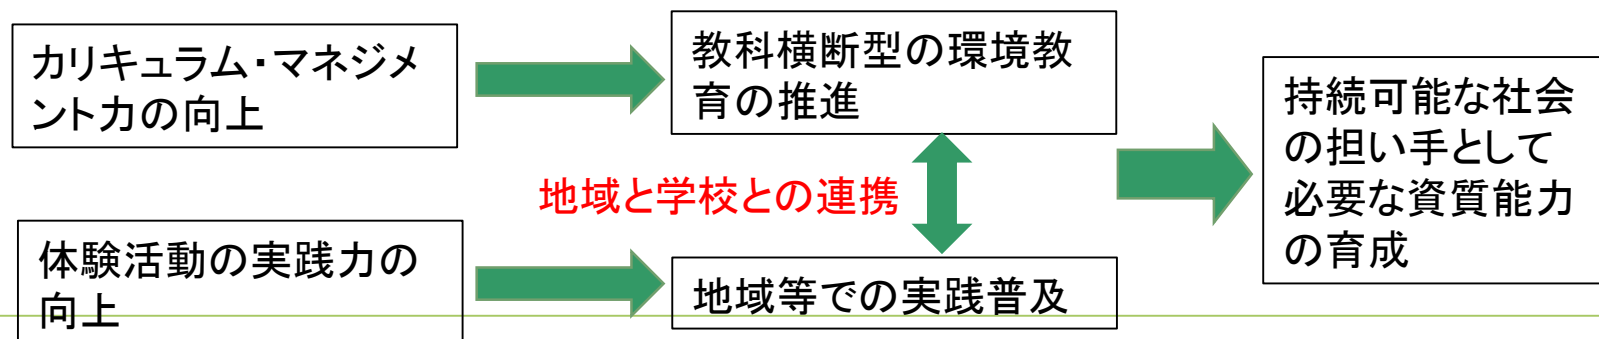 カリキュラム・マネジメ
ント力の向上
教科横断型の環境教
育の推進
持続可能な社会
の担い手として
必要な資質能力
の育成
地域と学校との連携
体験活動の実践力の
向上
地域等での実践普及